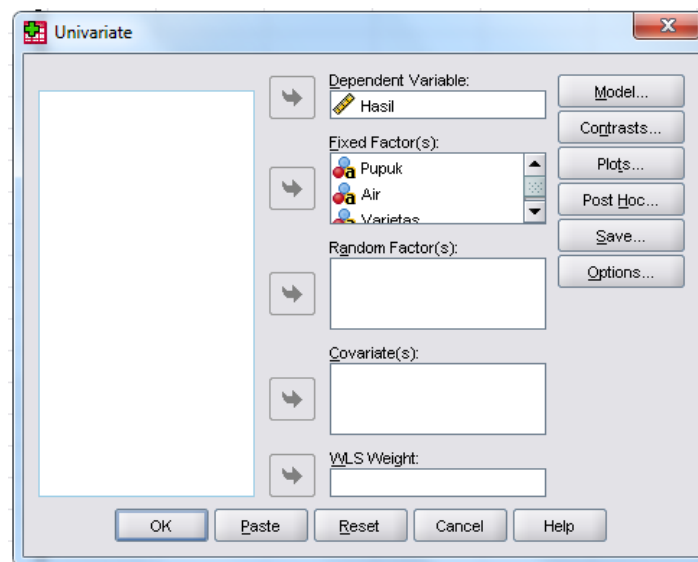 Univariate
Dependent Variable:
Hasil
Fixed Factor(s):
a Pupuk
a Air
a Varietas
Random Factor(s):
Covariate(s):
WLS Weight:
Model...
Contrasts...
Plots...
Post Hoc...
Save...
Options...
OK
Paste
Reset
Cancel
Help